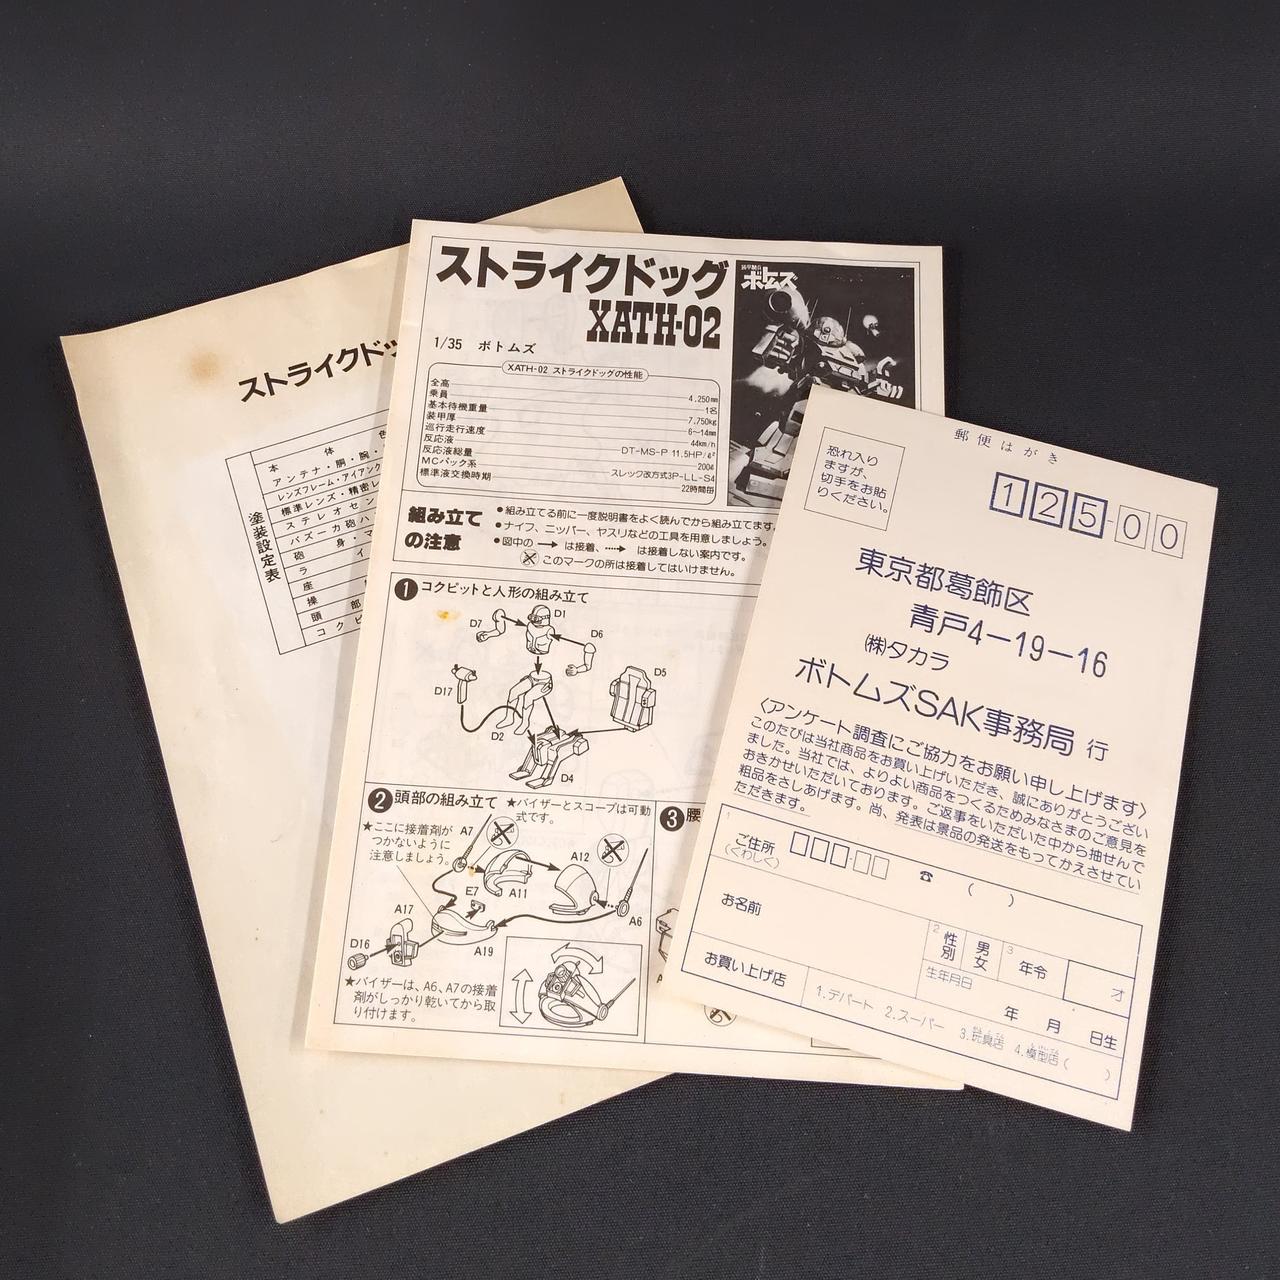 ストライクドッ
塗装設定表
本体色
アンテナ・胴・腕・
レンズフレーム・アイアンク
標準レンズ・精密レ
ステレオセン
バズーカ砲ハ
砲身・マ
ライ
座
操
頭部
コクピ
ストライクドッグ
XATH-02
1/35 ボトムズ
装甲騎兵
ボトムズ
XATH-02 ストライクドッグの性能
全高 4.250mm
乗員 1名
基本待機重量 7.750kg
装甲厚 6〜14mm
巡行走行速度 44km/h
反応液 DT-MS-P 11.5HP/ℓ²
反応液総量 200ℓ
MCパック系 スレック改方式3P-LL-S4
標準液交換時期 22時間毎
組み立ての注意
●組み立てる前に一度説明書をよく読んでから組み立てます。
●ナイフ、ニッパー、ヤスリなどの工具を用意しましょう。
●図中の→は接着、┈▶は接着しない案内です。
このマークの所は接着してはいけません。
1 コクピットと人形の組み立て
D7
D1
D6
D17
D5
D2
D4
2 頭部の組み立て
★バイザーとスコープは可動式です。
★ここに接着剤がつかないように注意しましょう。
A7
A12
E7
A11
A17
A6
D16
A19
★バイザーは、A6、A7の接着剤がしっかり乾いてから取り付けます。
3 腰
郵便はがき
恐れ入り
ますが、
切手をお貼
りください。
125-00
東京都葛飾区
青戸4-19-16
㈱タカラ
ボトムズSAK事務局 行
〈アンケート調査にご協力をお願い申し上げます〉
このたびは当社商品をお買い上げいただき、誠にありがとうござい
ました。当社では、よりよい商品をつくるためみなさまのご意見を
おきかせいただいております。ご返事をいただいた中から抽せんで
粗品をさしあげます。尚、発表は景品の発送をもってかえさせてい
ただきます。
1
ご住所
(くわしく)
☎ ( )
お名前
2 性別
男
女
3 年令
才
生年月日
年 月 日生
お買い上げ店
1.デパート 2.スーパー 3.玩具店 4.模型店( )